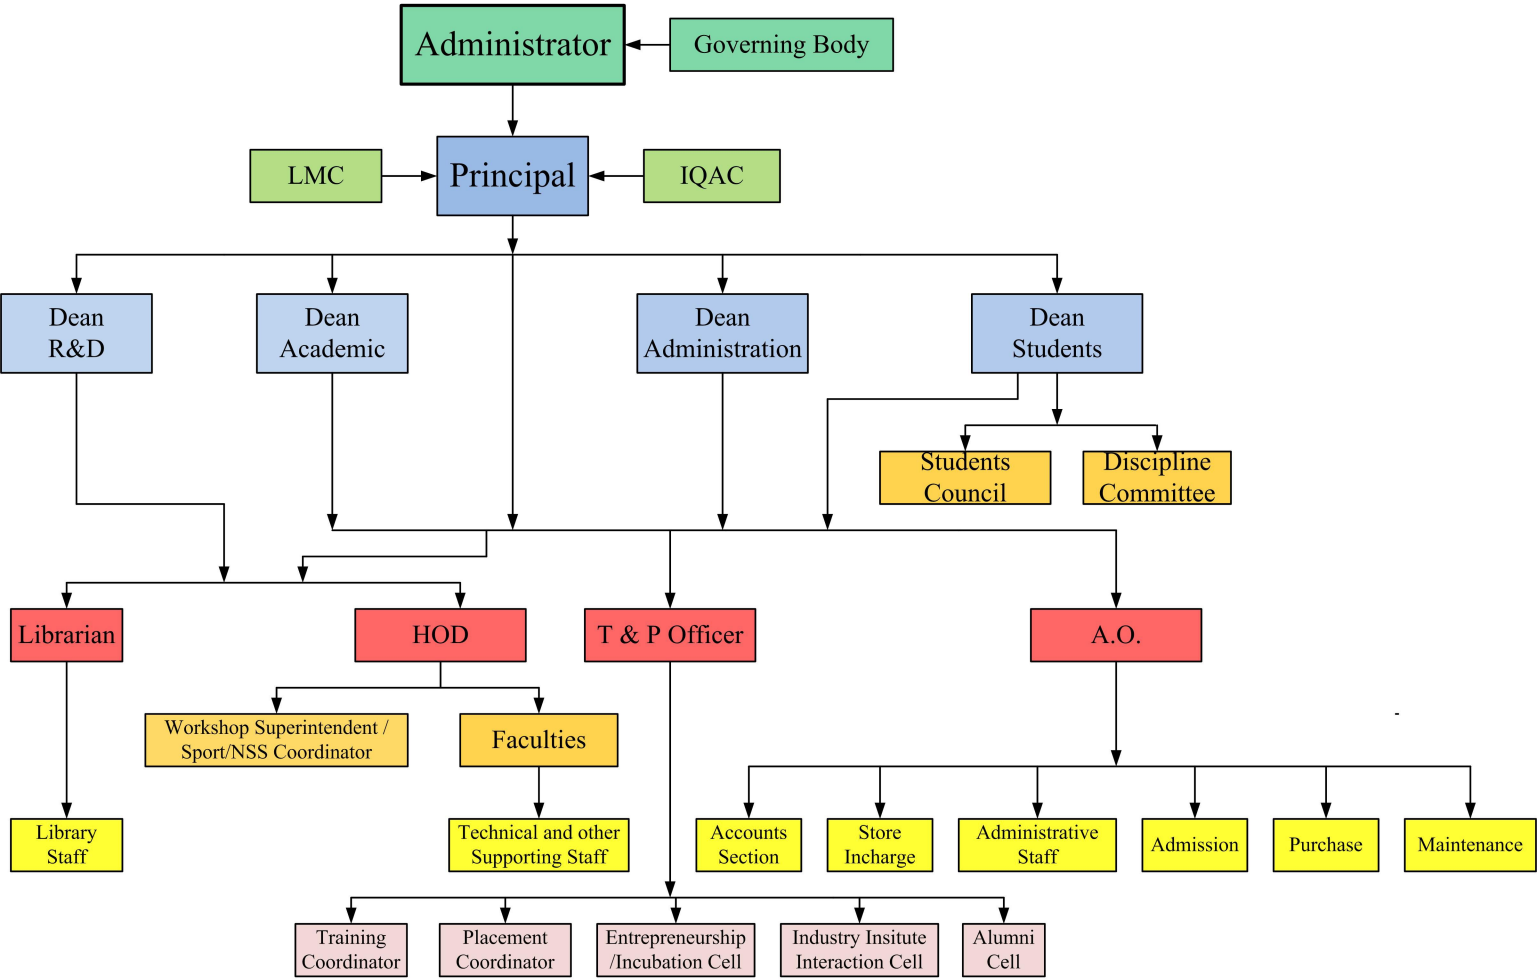 Administrator
Governing Body
LMC
Principal
IQAC
Dean
R&D
Dean
Academic
Dean
Administration
Dean
Students
Students
Council
Discipline
Committee
Librarian
HOD
T & P Officer
A.O.
Workshop Superintendent /
Sport/NSS Coordinator
Faculties
-
Library
Staff
Technical and other
Supporting Staff
Accounts
Section
Store
Incharge
Administrative
Staff
Admission
Purchase
Maintenance
Training
Coordinator
Placement
Coordinator
Entrepreneurship
/Incubation Cell
Industry Insitute
Interaction Cell
Alumni
Cell